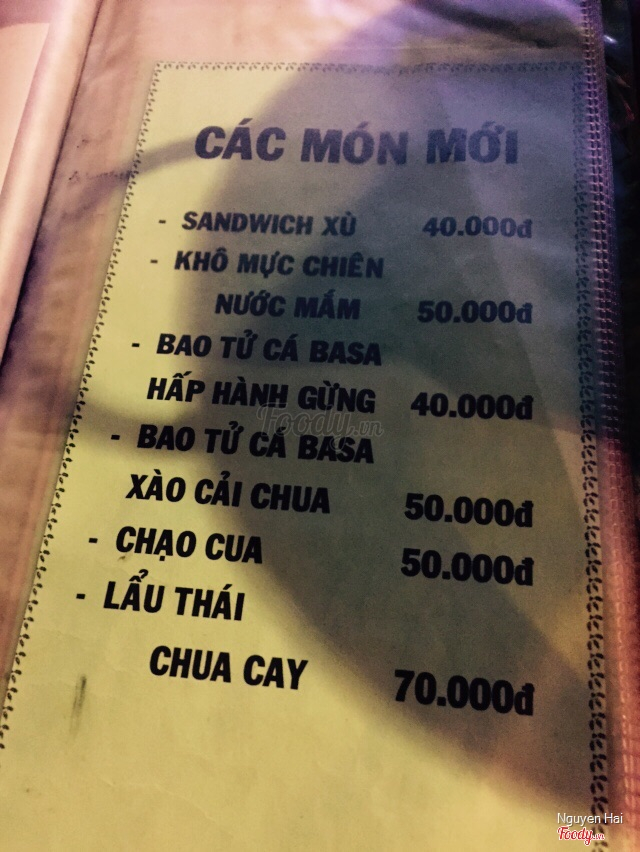 CÁC MÓN MỚI
- SANDWICH XÙ 40.000đ
- KHÔ MỰC CHIÊN
NƯỚC MẮM 50.000đ
- BAO TỬ CÁ BASA
HẤP HÀNH GỪNG 40.000đ
- BAO TỬ CÁ BASA
XÀO CẢI CHUA 50.000đ
- CHẠO CUA 50.000đ
- LẨU THÁI
CHUA CAY 70.000đ
Foody.vn
Nguyen Hai
Foody.vn